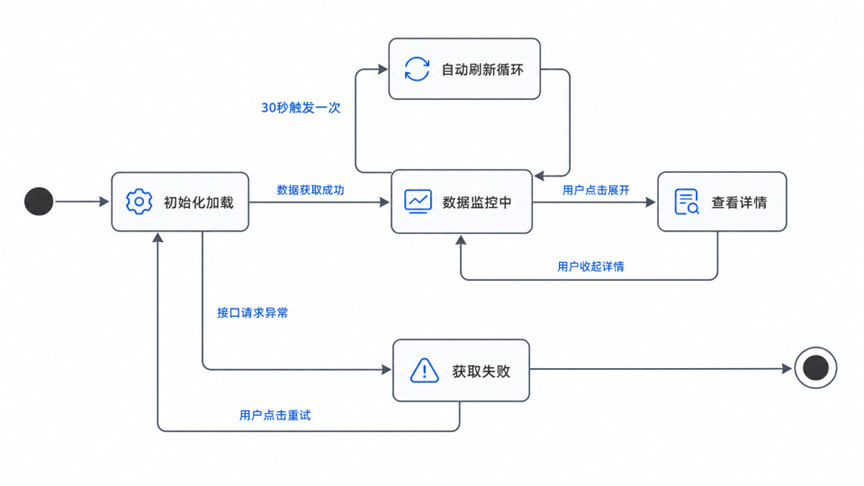 自动刷新循环
30秒触发一次
初始化加载
数据获取成功
数据监控中
用户点击展开
查看详情
用户收起详情
接口请求异常
获取失败
用户点击重试